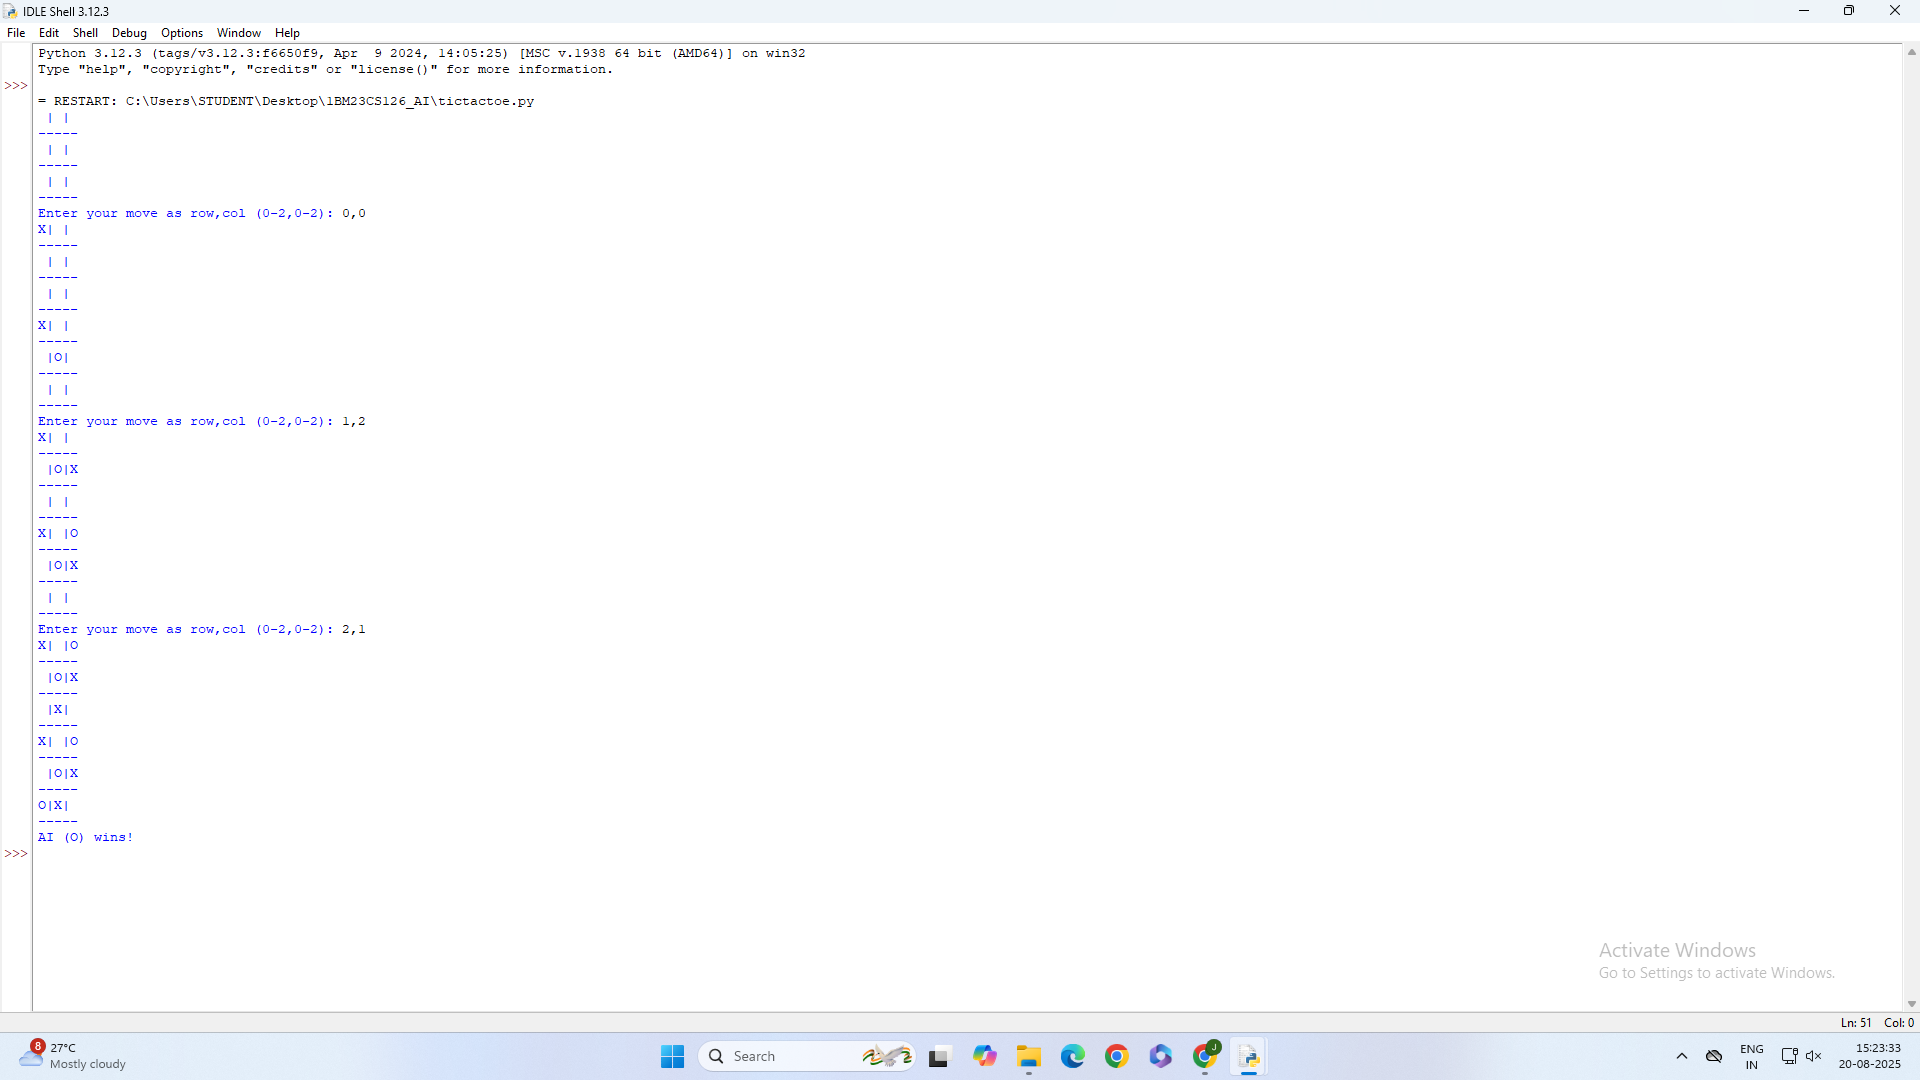 IDLE Shell 3.12.3
File Edit Shell Debug Options Window Help
Python 3.12.3 (tags/v3.12.3:f6650f9, Apr  9 2024, 14:05:25) [MSC v.1938 64 bit (AMD64)] on win32
Type "help", "copyright", "credits" or "license()" for more information.
>>>
= RESTART: C:\Users\STUDENT\Desktop\1BM23CS126_AI\tictactoe.py
 | |
-----
 | |
-----
 | |
-----
Enter your move as row,col (0-2,0-2): 0,0
X| |
-----
 | |
-----
 | |
-----
X| |
-----
 |O|
-----
 | |
-----
Enter your move as row,col (0-2,0-2): 1,2
X| |
-----
 |O|X
-----
 | |
-----
X| |O
-----
 |O|X
-----
 | |
-----
Enter your move as row,col (0-2,0-2): 2,1
X| |O
-----
 |O|X
-----
 |X|
-----
X| |O
-----
 |O|X
-----
O|X|
-----
AI (O) wins!
>>>
Activate Windows
Go to Settings to activate Windows.
Ln: 51 Col: 0
8
27°C
Mostly cloudy
Search
J
ENG
IN
15:23:33
20-08-2025